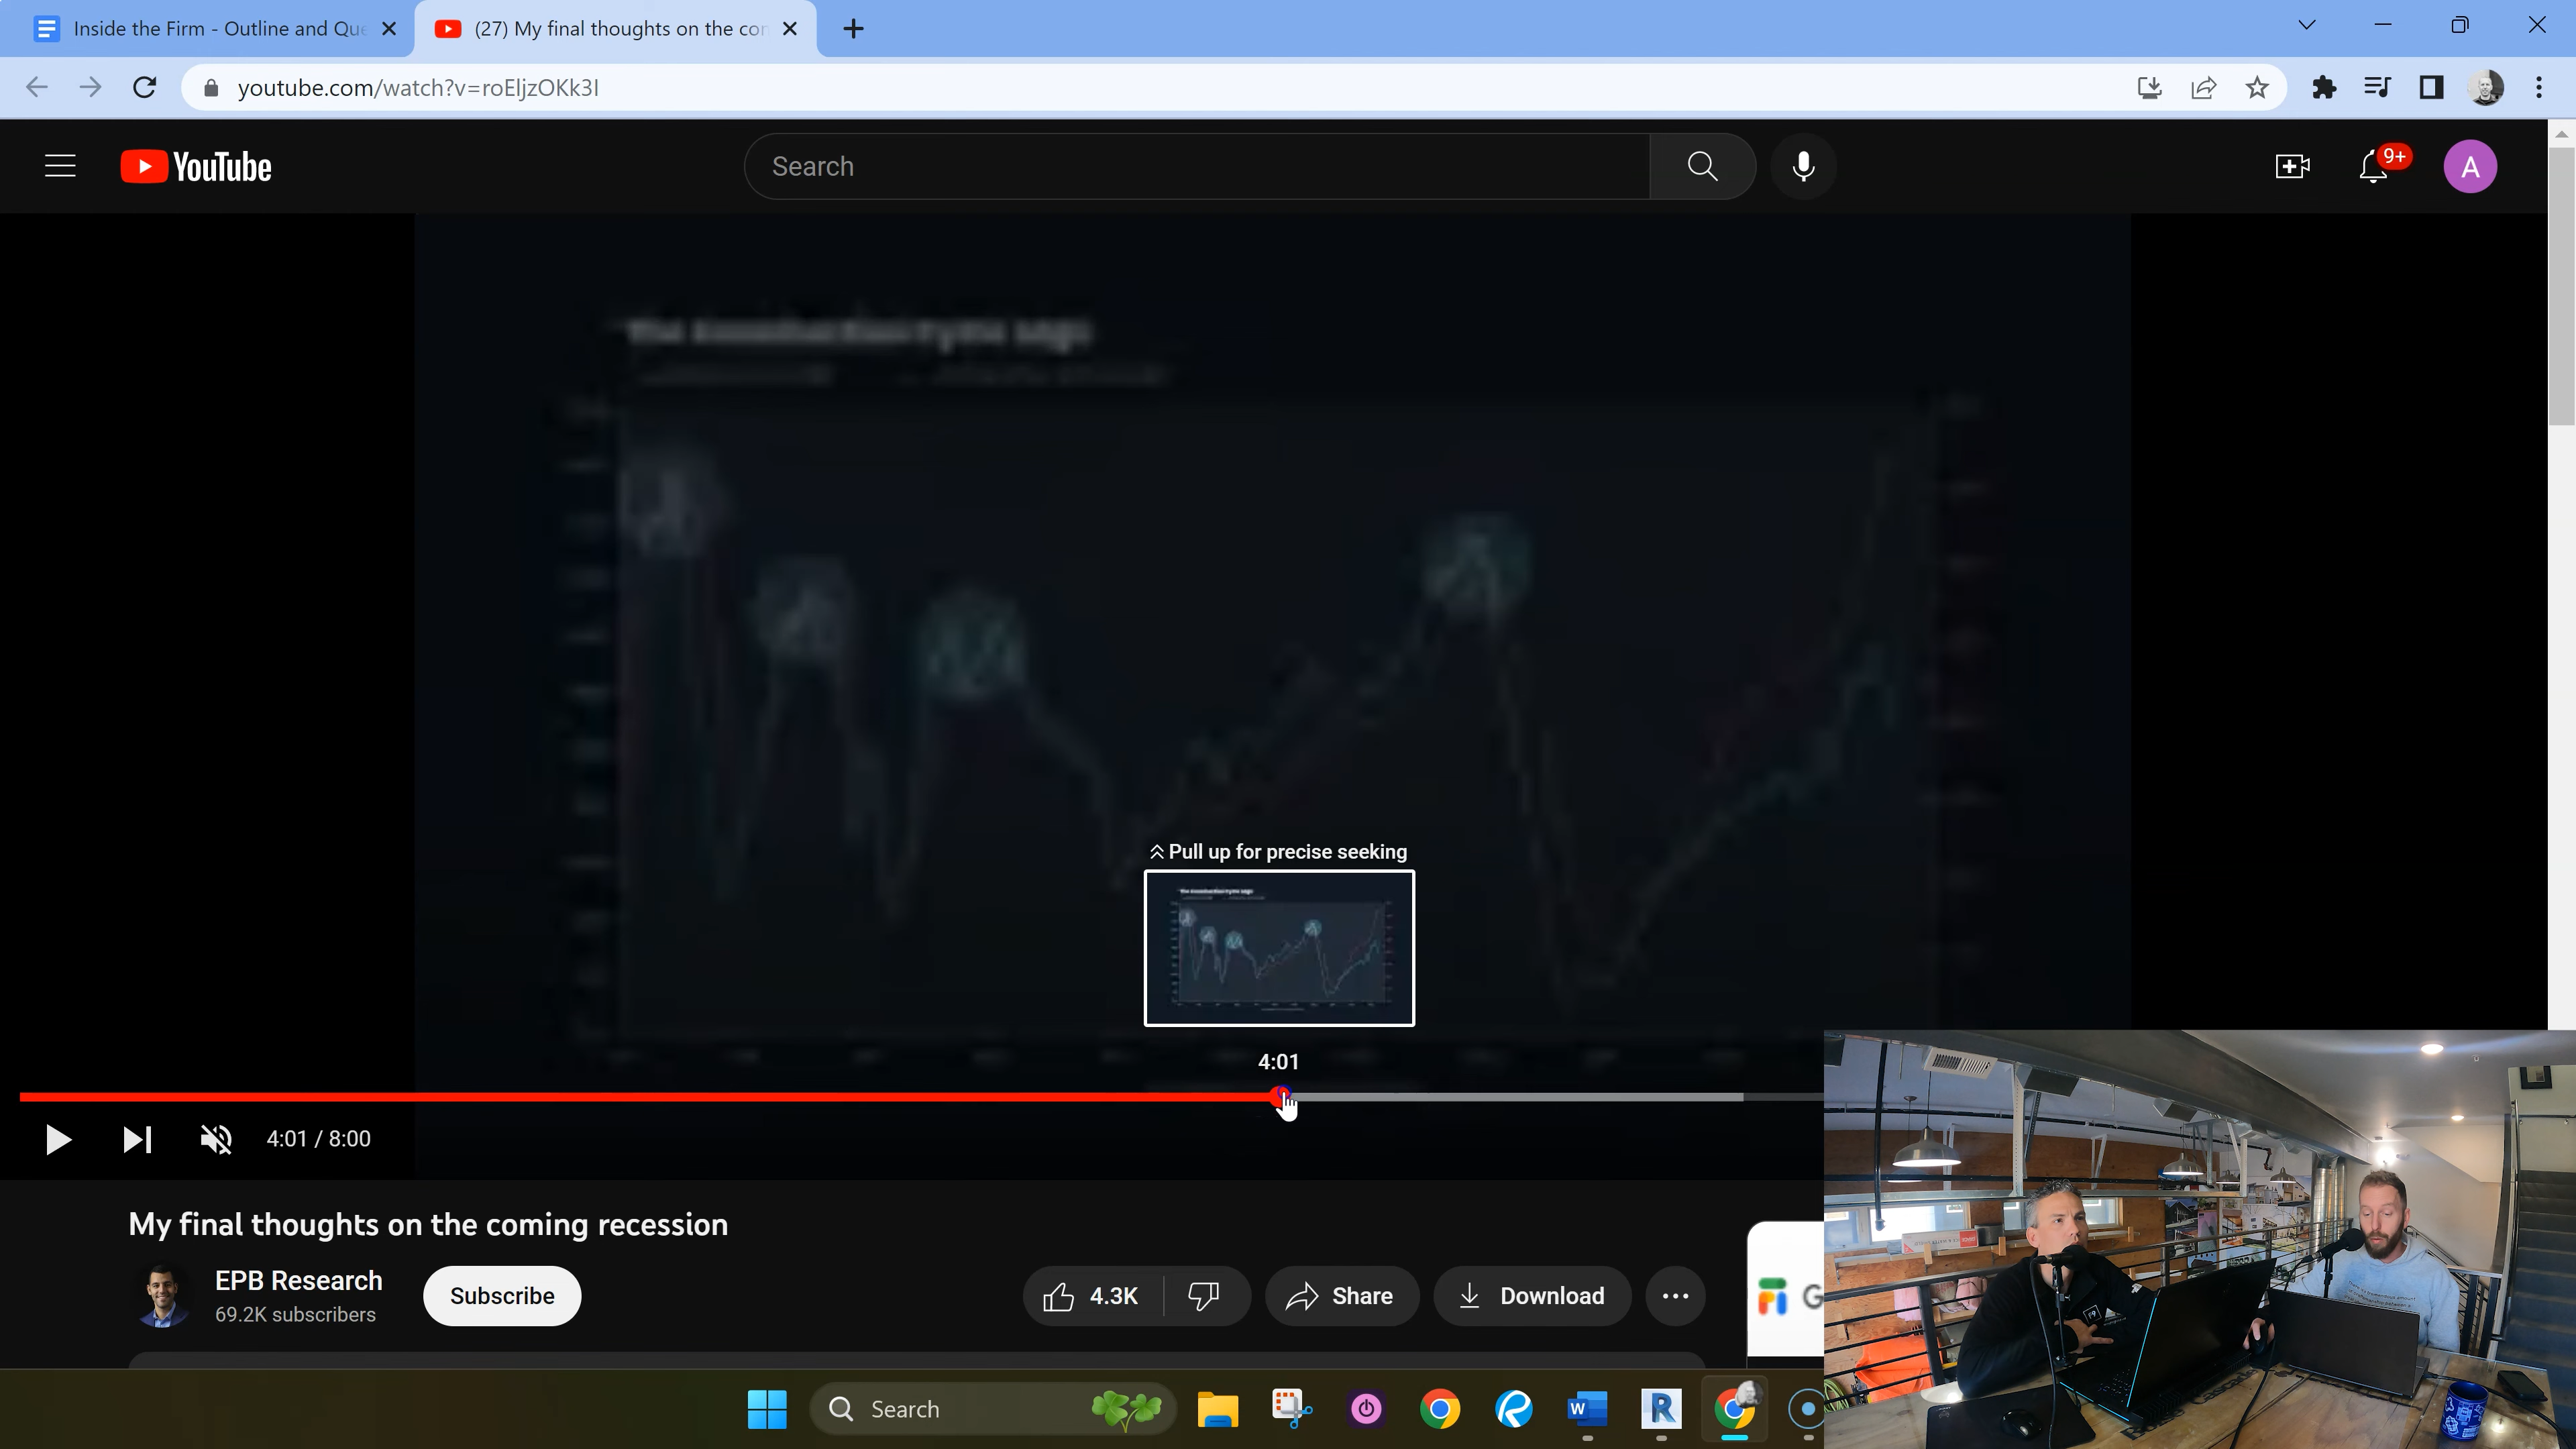 Inside the Firm - Outline and Que
(27) My final thoughts on the con
youtube.com/watch?v=roEljzOKk3I
YouTube
Search
9+
A
Pull up for precise seeking
4:01
4:01 / 8:00
My final thoughts on the coming recession
EPB Research
69.2K subscribers
Subscribe
4.3K
Share
Download
G
Search